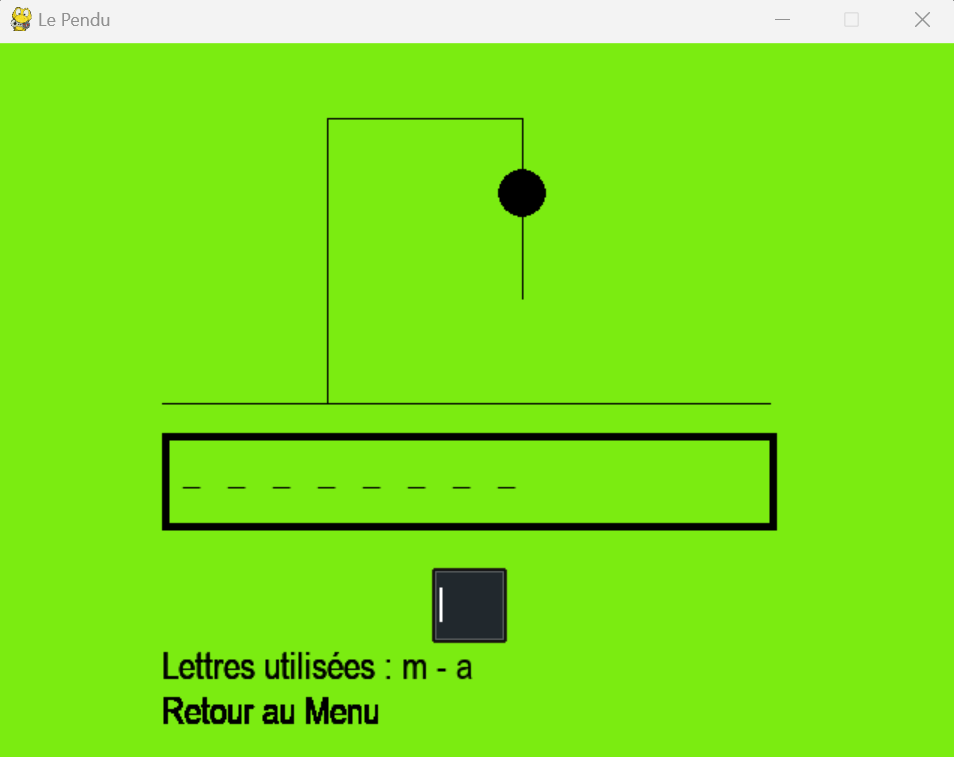 Le Pendu
_ _ _ _ _ _ _ _
Lettres utilisées : m - a
Retour au Menu